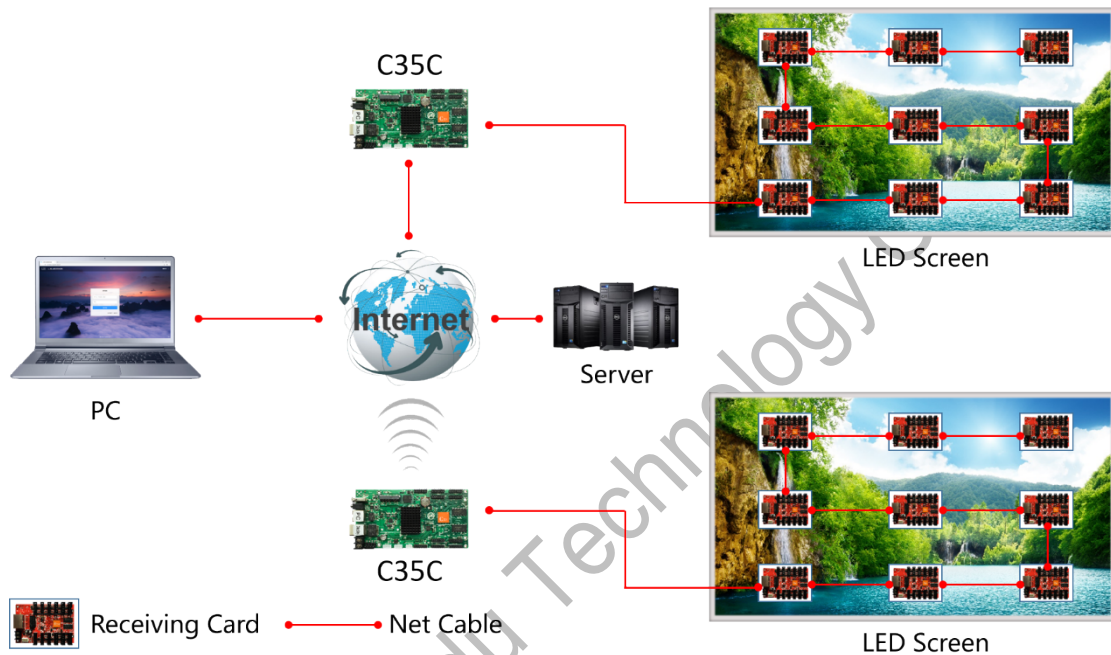 C35C
LED Screen
Internet
Server
PC
C35C
Receiving Card
Net Cable
LED Screen